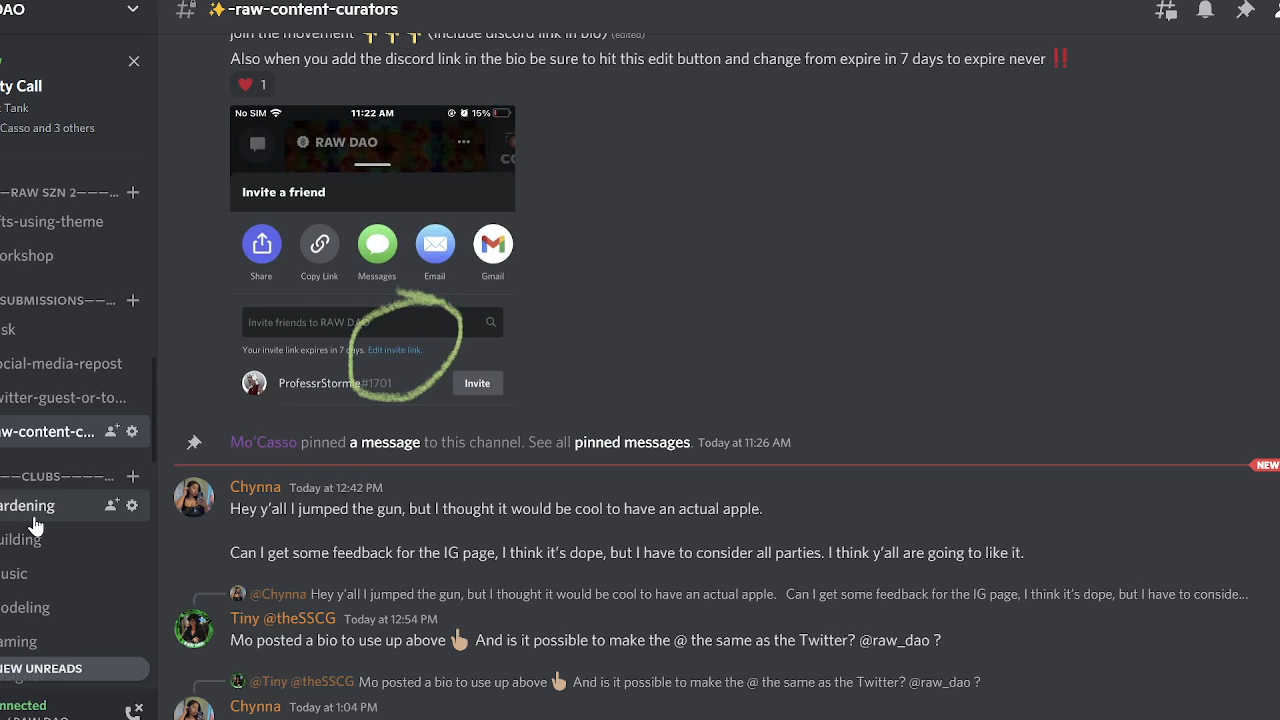 DAO
✨-raw-content-curators
join the movement 👇👇👇 (include discord link in bio) (edited)
ty Call
Tank
Casso and 3 others
—RAW SZN 2———...
fts-using-theme
orkshop
SUBMISSIONS——...
sk
ocial-media-repost
witter-guest-or-to...
aw-content-c...
——CLUBS————...
ardening
uilding
usic
odeling
aming
NEW UNREADS
nnected
/ RAW DAO
Also when you add the discord link in the bio be sure to hit this edit button and change from expire in 7 days to expire never ‼️
❤️ 1
No SIM 11:22 AM 15%
RAW DAO
Invite a friend
Share Copy Link Messages Email Gmail
Invite friends to RAW DAO
Your invite link expires in 7 days. Edit invite link.
ProfessrStormie#1701 Invite
Mo'Casso pinned a message to this channel. See all pinned messages. Today at 11:26 AM
NEW
Chynna Today at 12:42 PM
Hey y'all I jumped the gun, but I thought it would be cool to have an actual apple.
Can I get some feedback for the IG page, I think it's dope, but I have to consider all parties. I think y'all are going to like it.
@Chynna Hey y'all I jumped the gun, but I thought it would be cool to have an actual apple. Can I get some feedback for the IG page, I think it's dope, but I have to conside...
Tiny @theSSCG Today at 12:54 PM
Mo posted a bio to use up above 👆🏽 And is it possible to make the @ the same as the Twitter? @raw_dao ?
@Tiny @theSSCG Mo posted a bio to use up above 👆🏽 And is it possible to make the @ the same as the Twitter? @raw_dao ?
Chynna Today at 1:04 PM